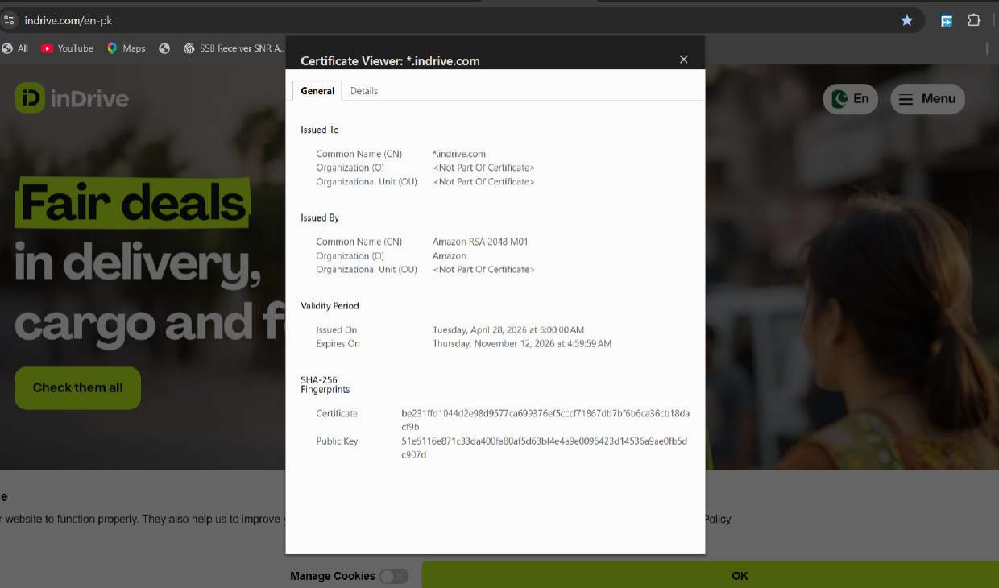 indrive.com/en-pk
All YouTube Maps SSB Receiver SNR A...
Certificate Viewer: *.indrive.com
General Details
iD inDrive
En Menu
Issued To
Common Name (CN) *.indrive.com
Organization (O) <Not Part Of Certificate>
Organizational Unit (OU) <Not Part Of Certificate>
Fair deals
in delivery,
cargo and f
Check them all
Issued By
Common Name (CN) Amazon RSA 2048 M01
Organization (O) Amazon
Organizational Unit (OU) <Not Part Of Certificate>
Validity Period
Issued On Tuesday, April 28, 2026 at 5:00:00 AM
Expires On Thursday, November 12, 2026 at 4:59:59 AM
SHA-256
Fingerprints
Certificate be231ffd1044d2e98d9577ca699376ef5cccf71867db7bf6b6ca36cb18da
cf9b
Public Key 51e5116e871c33da400fa80af5d63bf4e4a9e0096423d14536a9ae0fb5d
c907d
e
r website to function properly. They also help us to improve y
Policy.
Manage Cookies OK